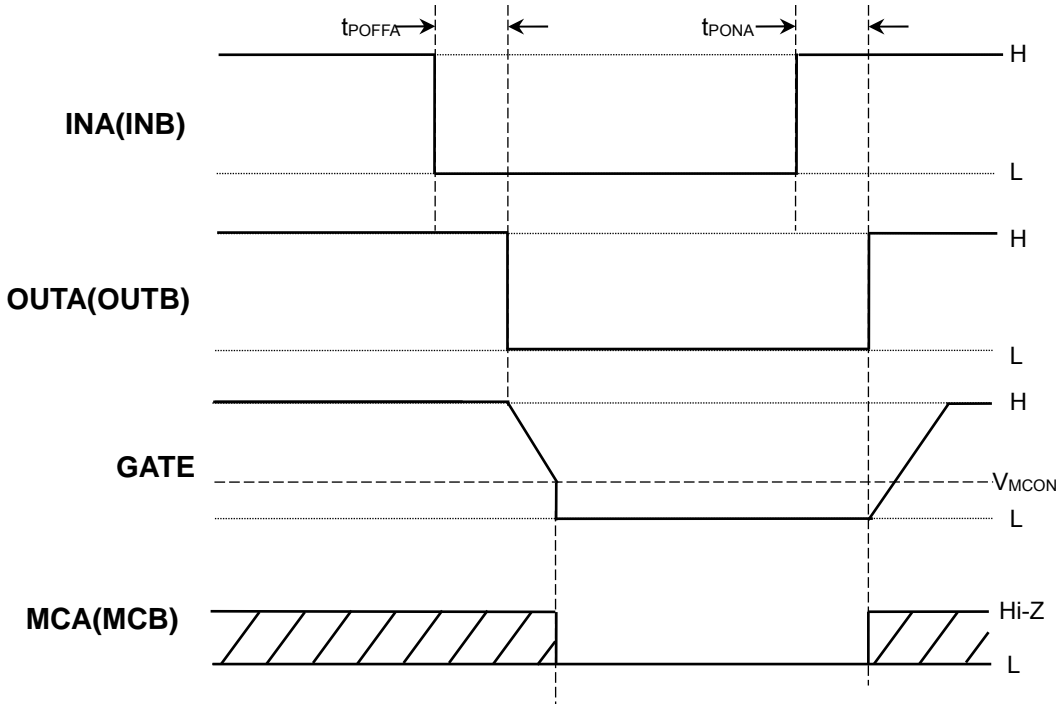 tPOFFA
tPONA
H
INA(INB)
L
H
OUTA(OUTB)
L
H
GATE
VMCON
L
Hi-Z
MCA(MCB)
L